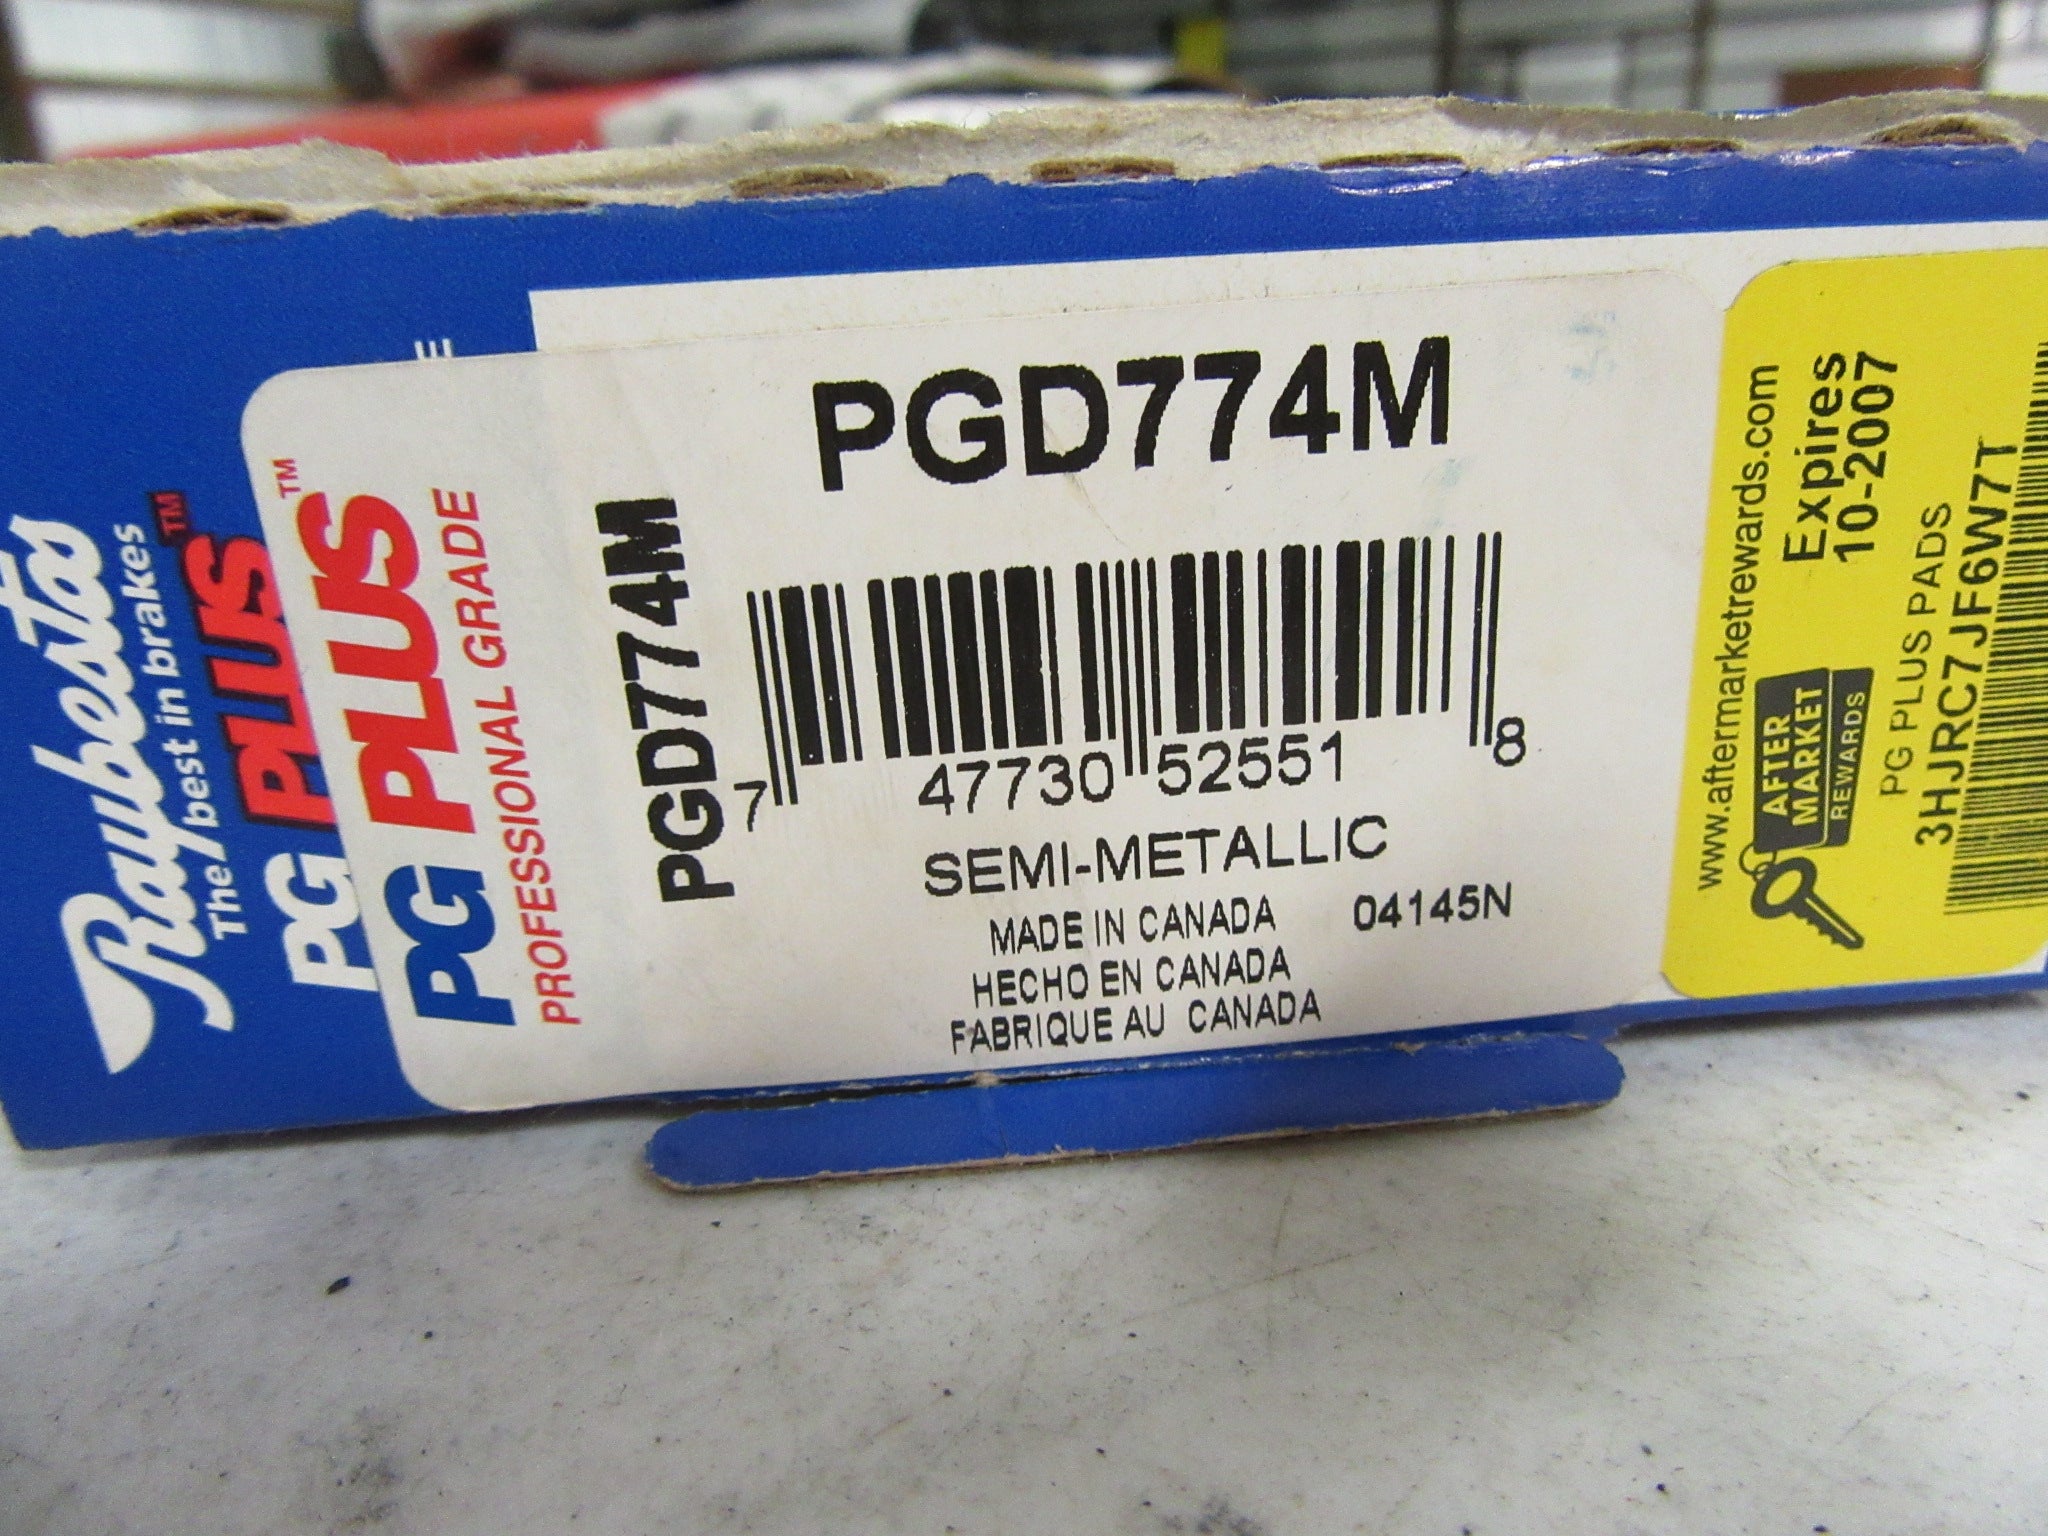 Raybestos
The best in brakes
PG PLUS™
PG PLUS™
PROFESSIONAL GRADE
PGD774M
PGD774M
7 47730 52551 8
SEMI-METALLIC
MADE IN CANADA 04145N
HECHO EN CANADA
FABRIQUE AU CANADA
www.aftermarketrewards.com
AFTER
MARKET
REWARDS
Expires
10-2007
PG PLUS PADS
3HJRC7JF6W7T